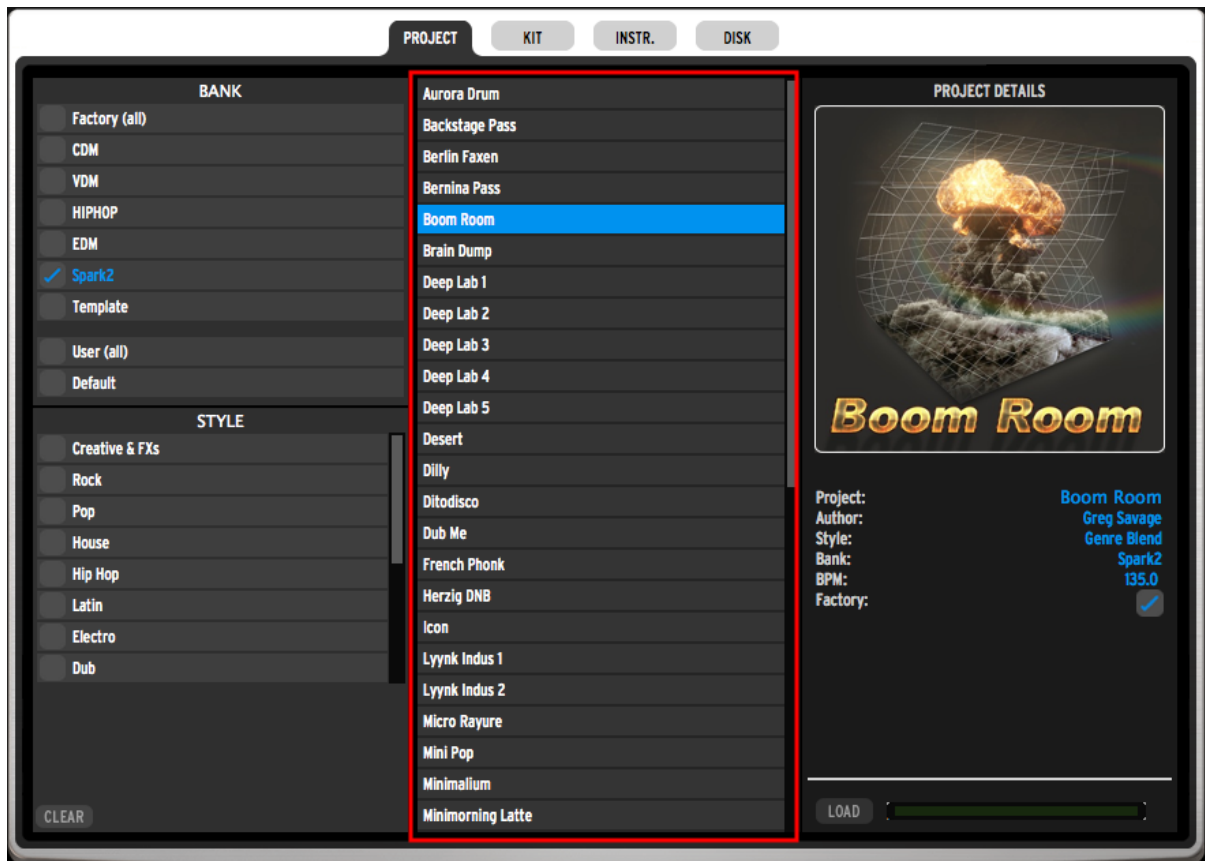 PROJECT KIT INSTR. DISK
BANK
Factory (all)
CDM
VDM
HIPHOP
EDM
Spark2
Template
User (all)
Default
STYLE
Creative & FXs
Rock
Pop
House
Hip Hop
Latin
Electro
Dub
CLEAR
Aurora Drum
Backstage Pass
Berlin Faxen
Bernina Pass
Boom Room
Brain Dump
Deep Lab 1
Deep Lab 2
Deep Lab 3
Deep Lab 4
Deep Lab 5
Desert
Dilly
Ditodisco
Dub Me
French Phonk
Herzig DNB
Icon
Lyynk Indus 1
Lyynk Indus 2
Micro Rayure
Mini Pop
Minimalium
Minimorning Latte
PROJECT DETAILS
Boom Room
Project: Boom Room
Author: Greg Savage
Style: Genre Blend
Bank: Spark2
BPM: 135.0
Factory:
LOAD